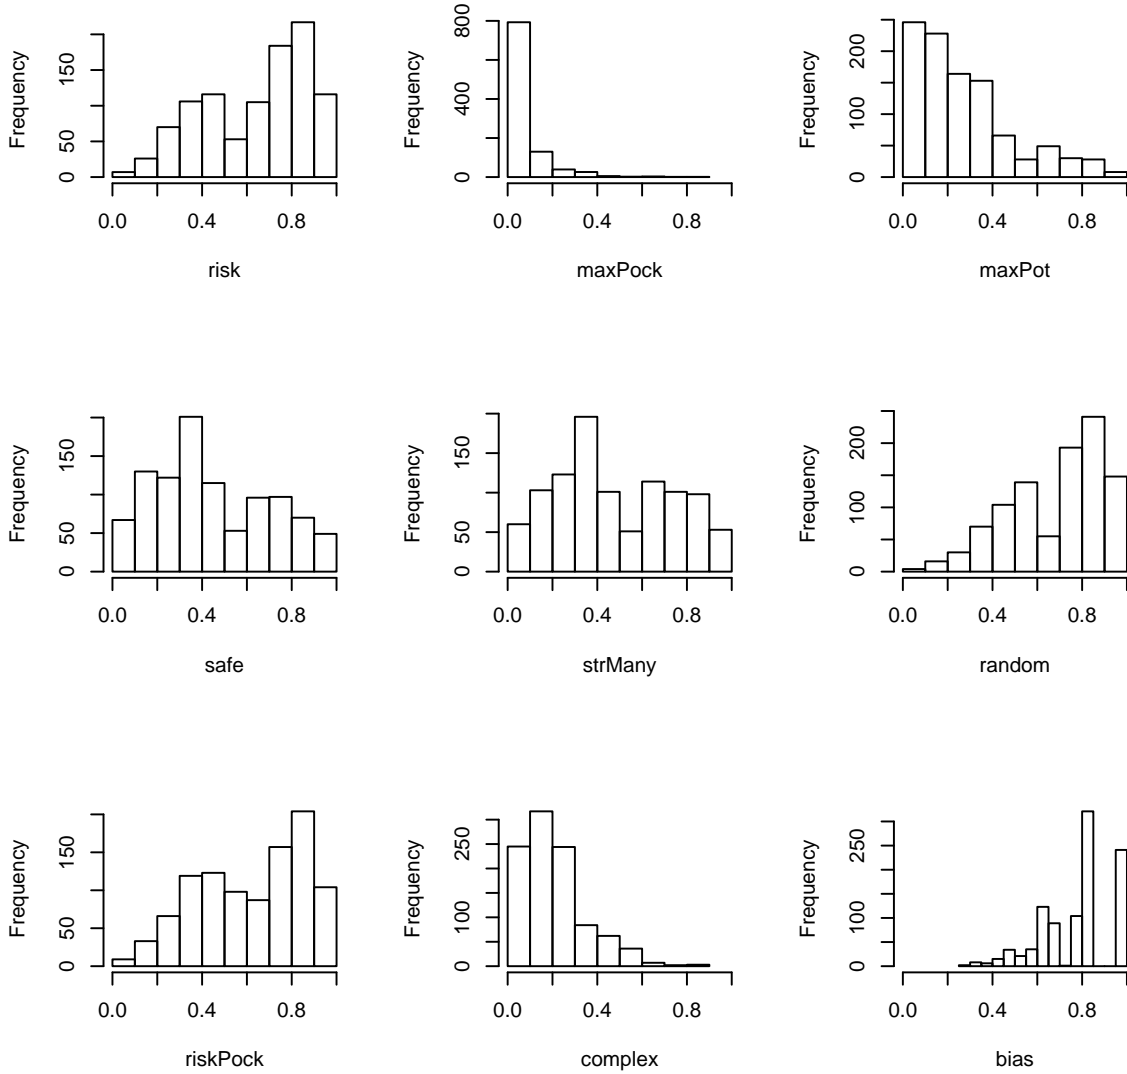 Frequency
0 50 150
0.0 0.4 0.8
risk
Frequency
0 400 800
0.0 0.4 0.8
maxPock
Frequency
0 100 250
0.0 0.4 0.8
maxPot
Frequency
0 50 150
0.0 0.4 0.8
safe
Frequency
0 50 150
0.0 0.4 0.8
strMany
Frequency
0 100 200
0.0 0.4 0.8
random
Frequency
0 50 150
0.0 0.4 0.8
riskPock
Frequency
0 100 250
0.0 0.4 0.8
complex
Frequency
0 100 250
0.0 0.4 0.8
bias